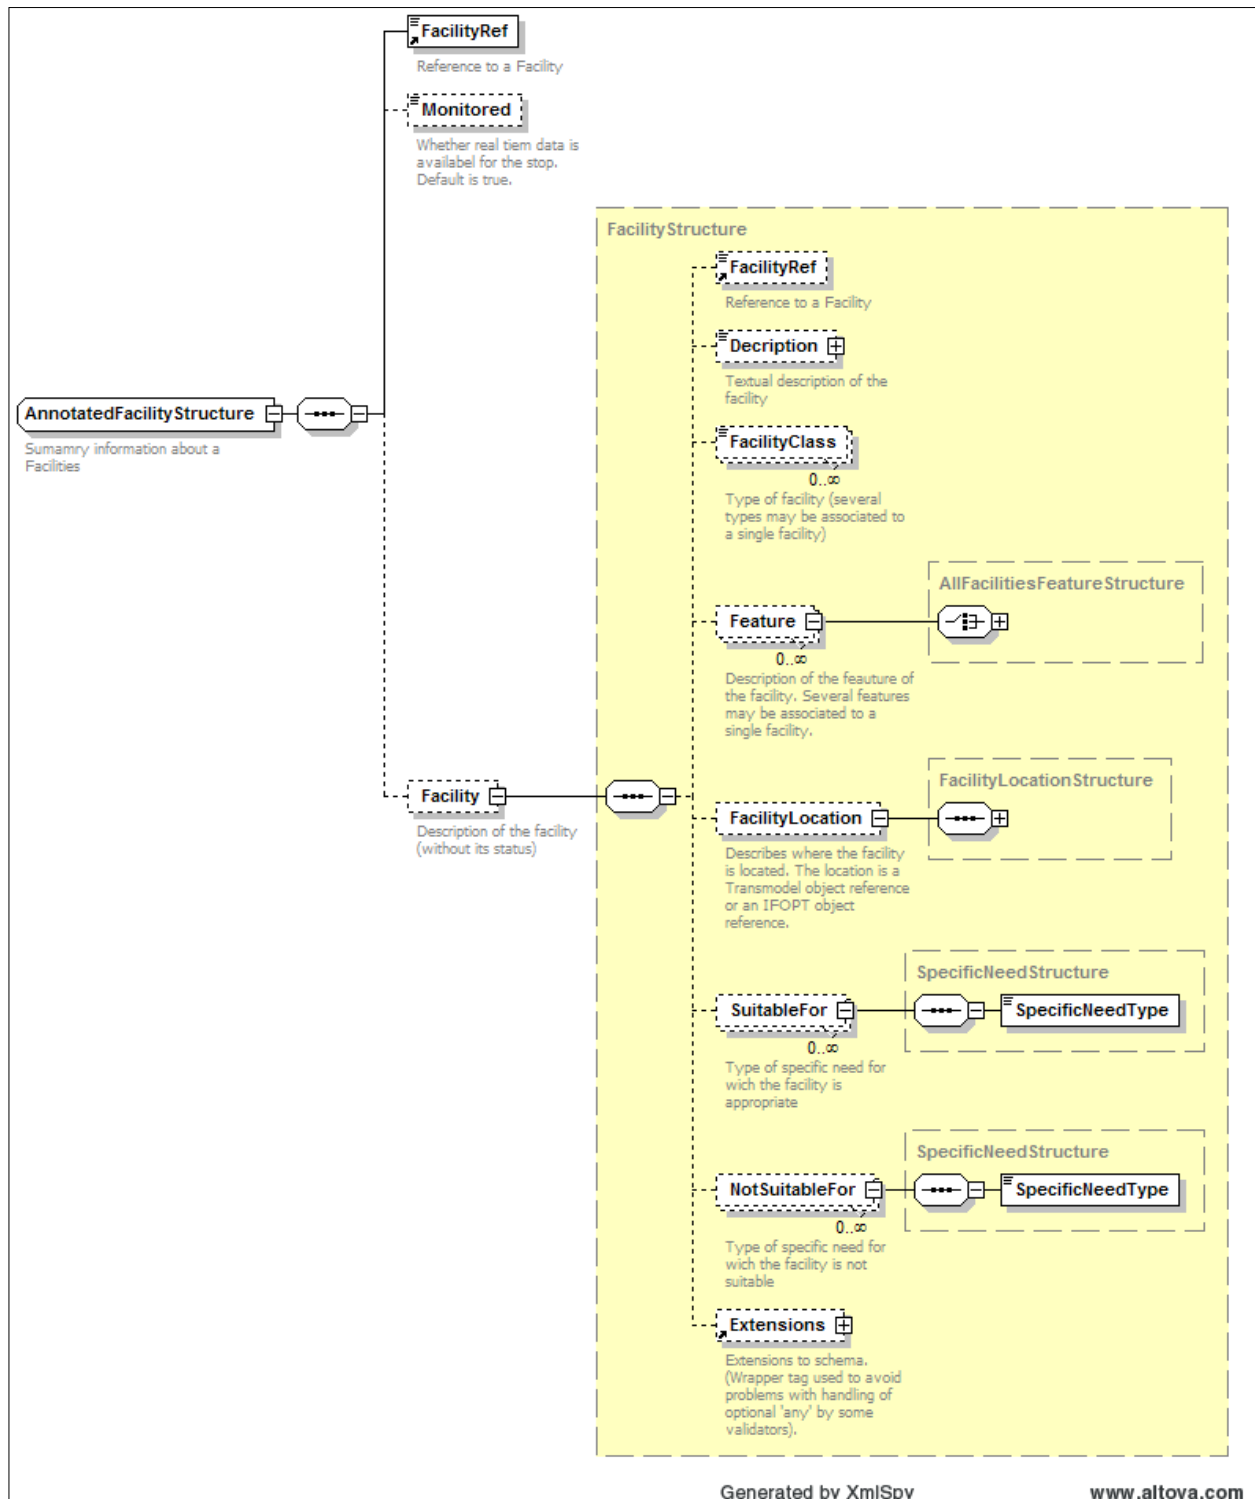 FacilityRef
Reference to a Facility
Monitored
Whether real tiem data is
availabel for the stop.
Default is true.
FacilityStructure
FacilityRef
Reference to a Facility
Decription
Textual description of the
facility
AnnotatedFacilityStructure
Sumamry information about a
Facilities
FacilityClass
0..∞
Type of facility (several
types may be associated to
a single facility)
AllFacilitiesFeatureStructure
Feature
0..∞
Description of the feauture of
the facility. Several features
may be associated to a
single facility.
Facility
Description of the facility
(without its status)
FacilityLocationStructure
FacilityLocation
Describes where the facility
is located. The location is a
Transmodel object reference
or an IFOPT object
reference.
SpecificNeedStructure
SuitableFor
SpecificNeedType
0..∞
Type of specific need for
wich the facility is
appropriate
SpecificNeedStructure
NotSuitableFor
SpecificNeedType
0..∞
Type of specific need for
wich the facility is not
suitable
Extensions
Extensions to schema.
(Wrapper tag used to avoid
problems with handling of
optional 'any' by some
validators).
Generated by XmlSpy
www.altova.com